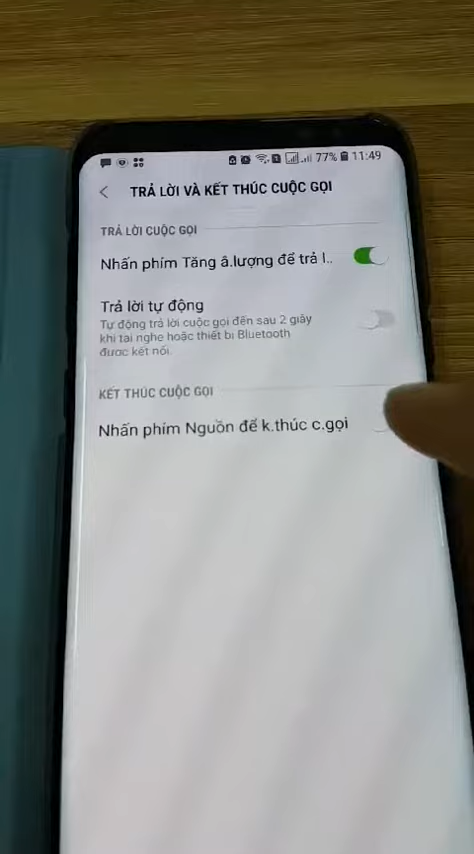 77% 11:49
TRẢ LỜI VÀ KẾT THÚC CUỘC GỌI
TRẢ LỜI CUỘC GỌI
Nhấn phím Tăng â.lượng để trả l..
Trả lời tự động
Tự động trả lời cuộc gọi đến sau 2 giây
khi tai nghe hoặc thiết bị Bluetooth
được kết nối.
KẾT THÚC CUỘC GỌI
Nhấn phím Nguồn để k.thúc c.gọi